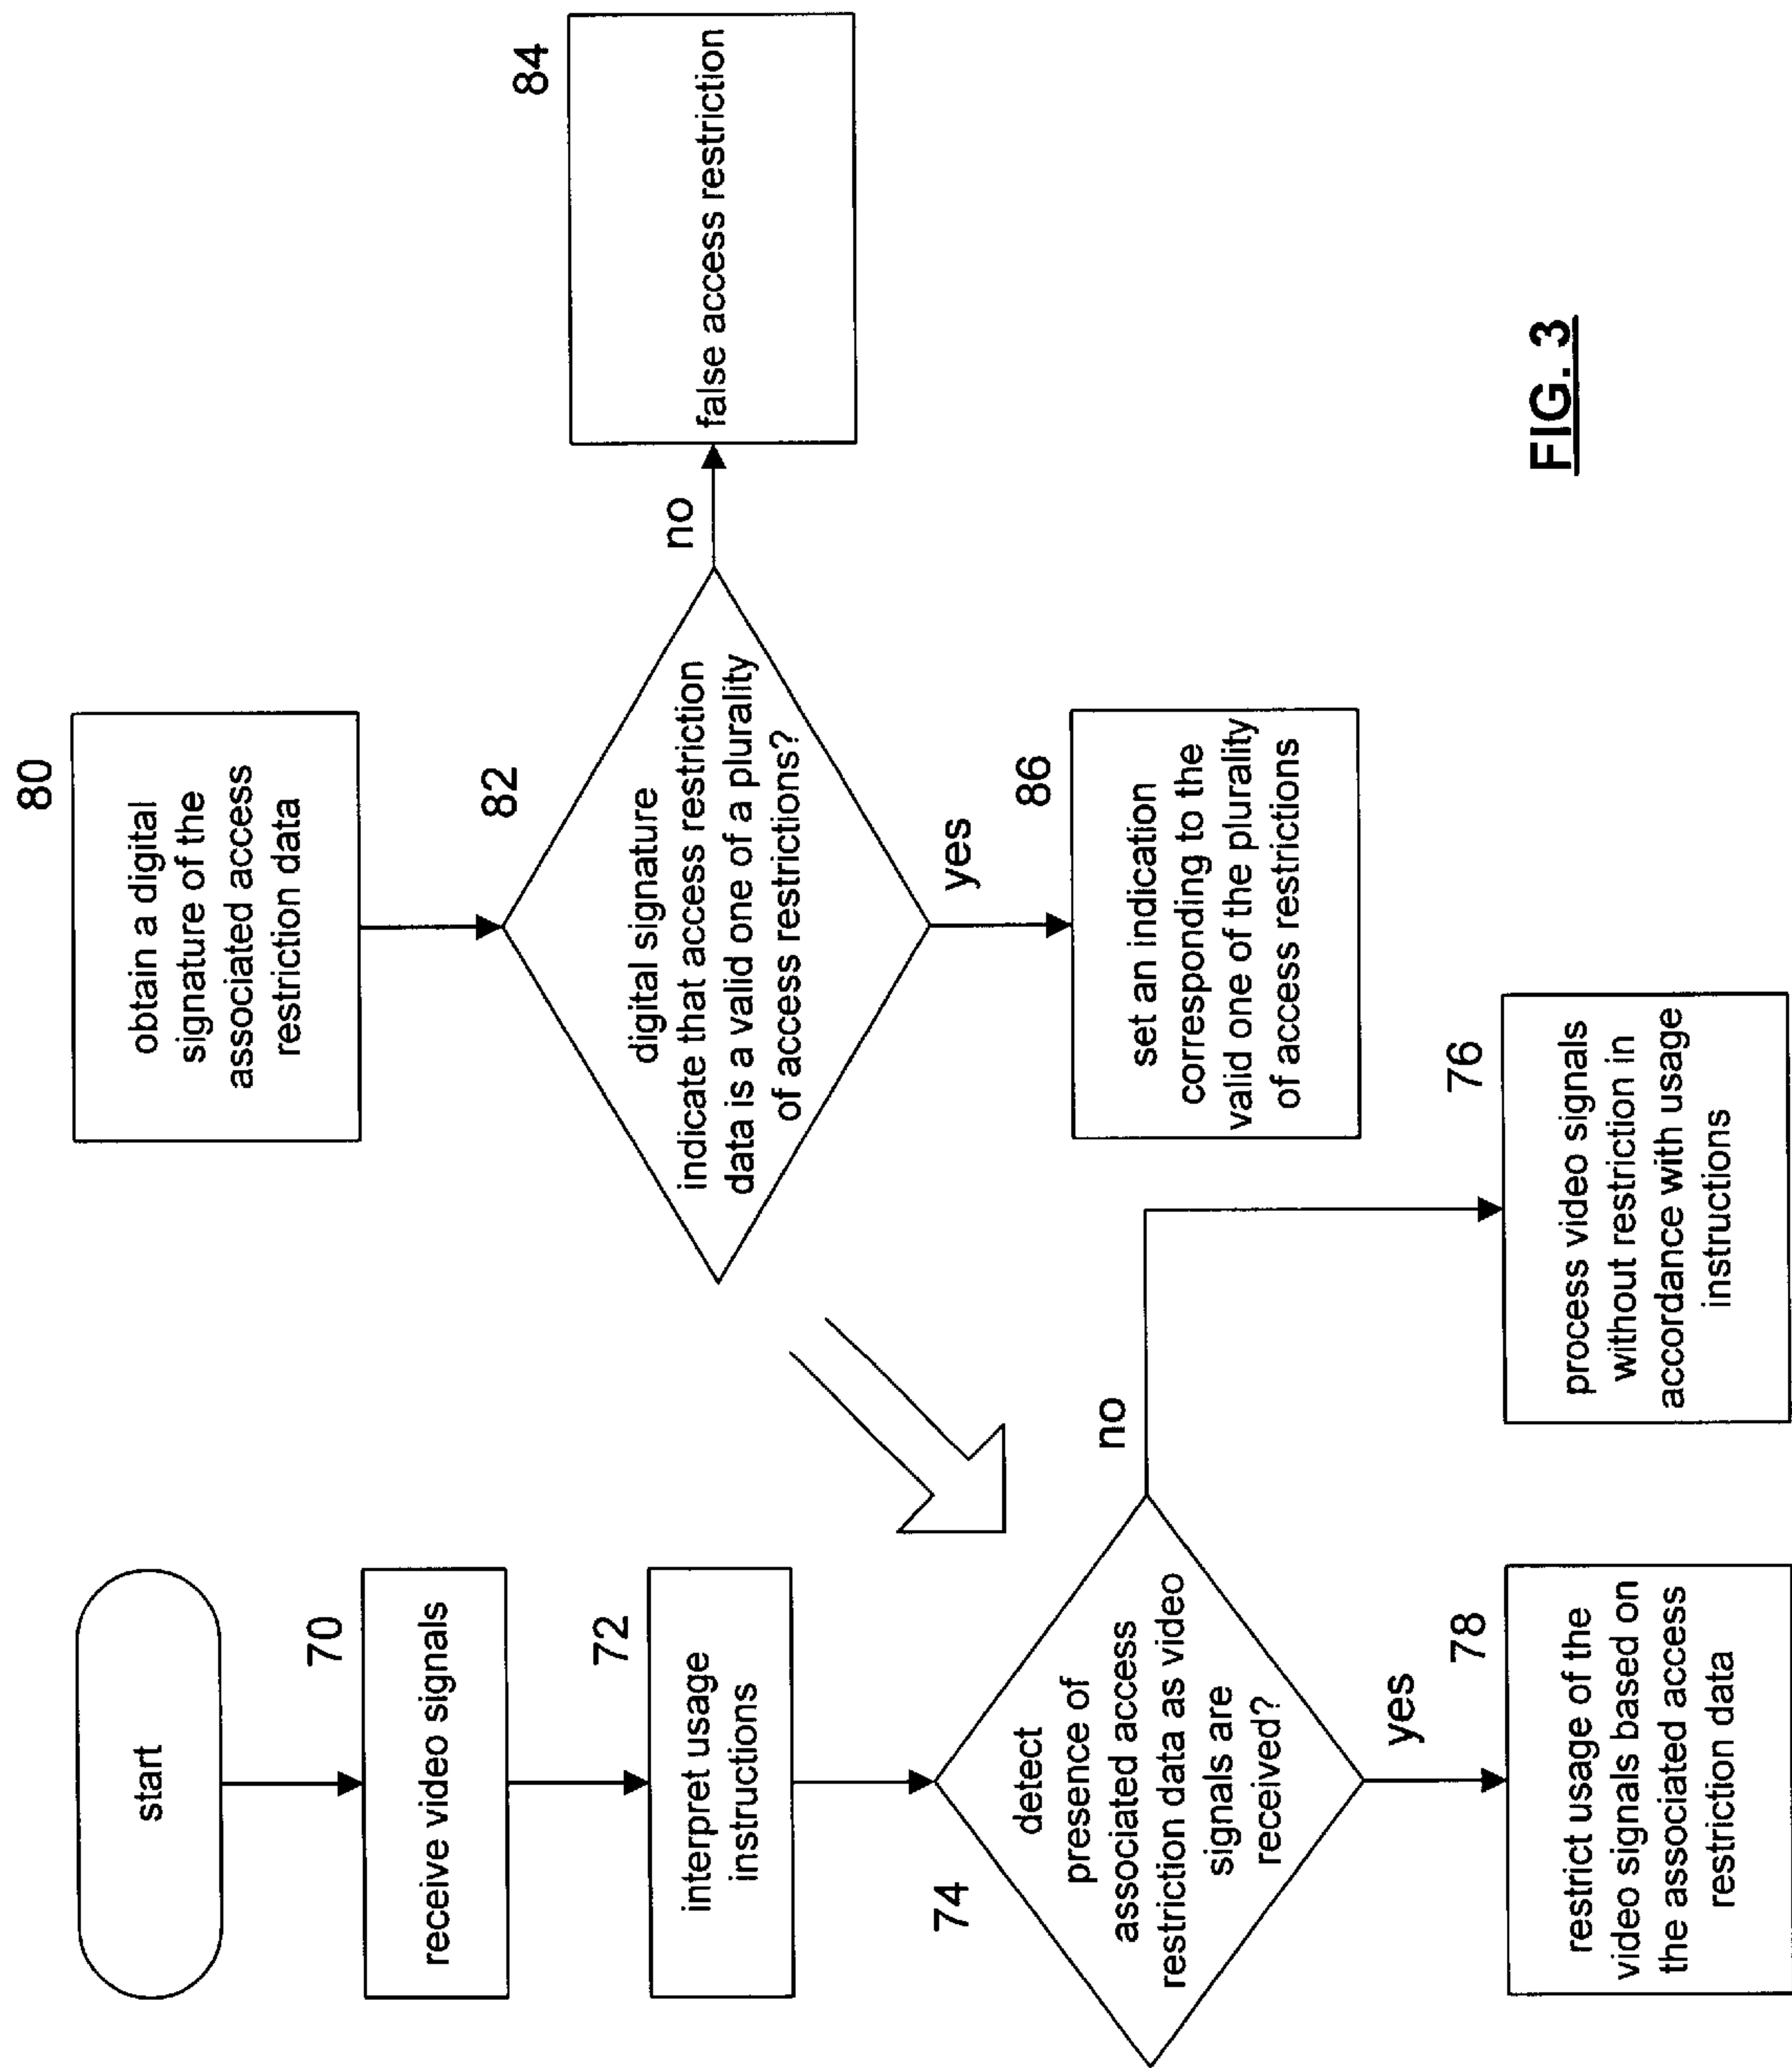 start
70
receive video signals
72
interpret usage
instructions
74
detect
presence of
associated access
restriction data as video
signals are
received?
no
yes
76
process video signals
without restriction in
accordance with usage
instructions
78
restrict usage of the
video signals based on
the associated access
restriction data
80
obtain a digital
signature of the
associated access
restriction data
82
digital signature
indicate that access restriction
data is a valid one of a plurality
of access restrictions?
no
84
false access restriction
yes
86
set an indication
corresponding to the
valid one of the plurality
of access restrictions
FIG. 3